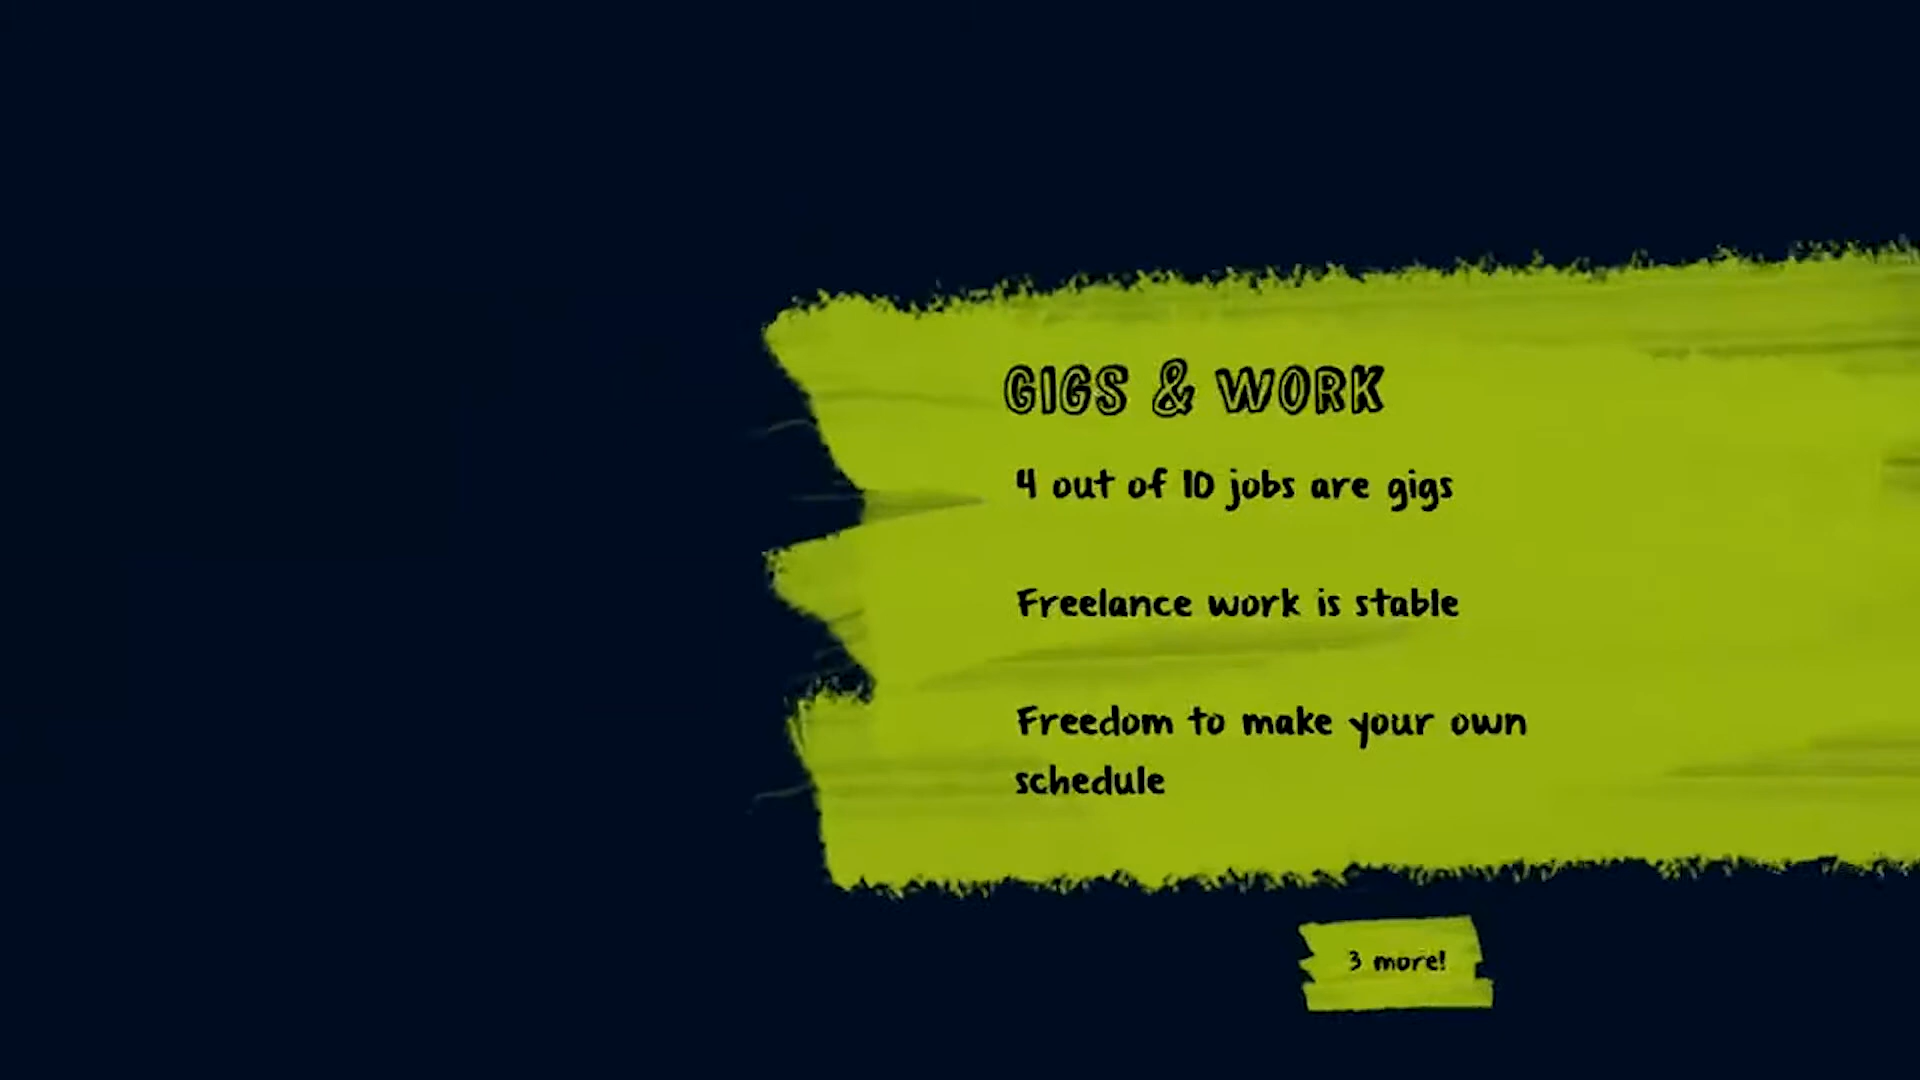 GIGS & WORK
4 out of 10 jobs are gigs
Freelance work is stable
Freedom to make your own
schedule
3 more!